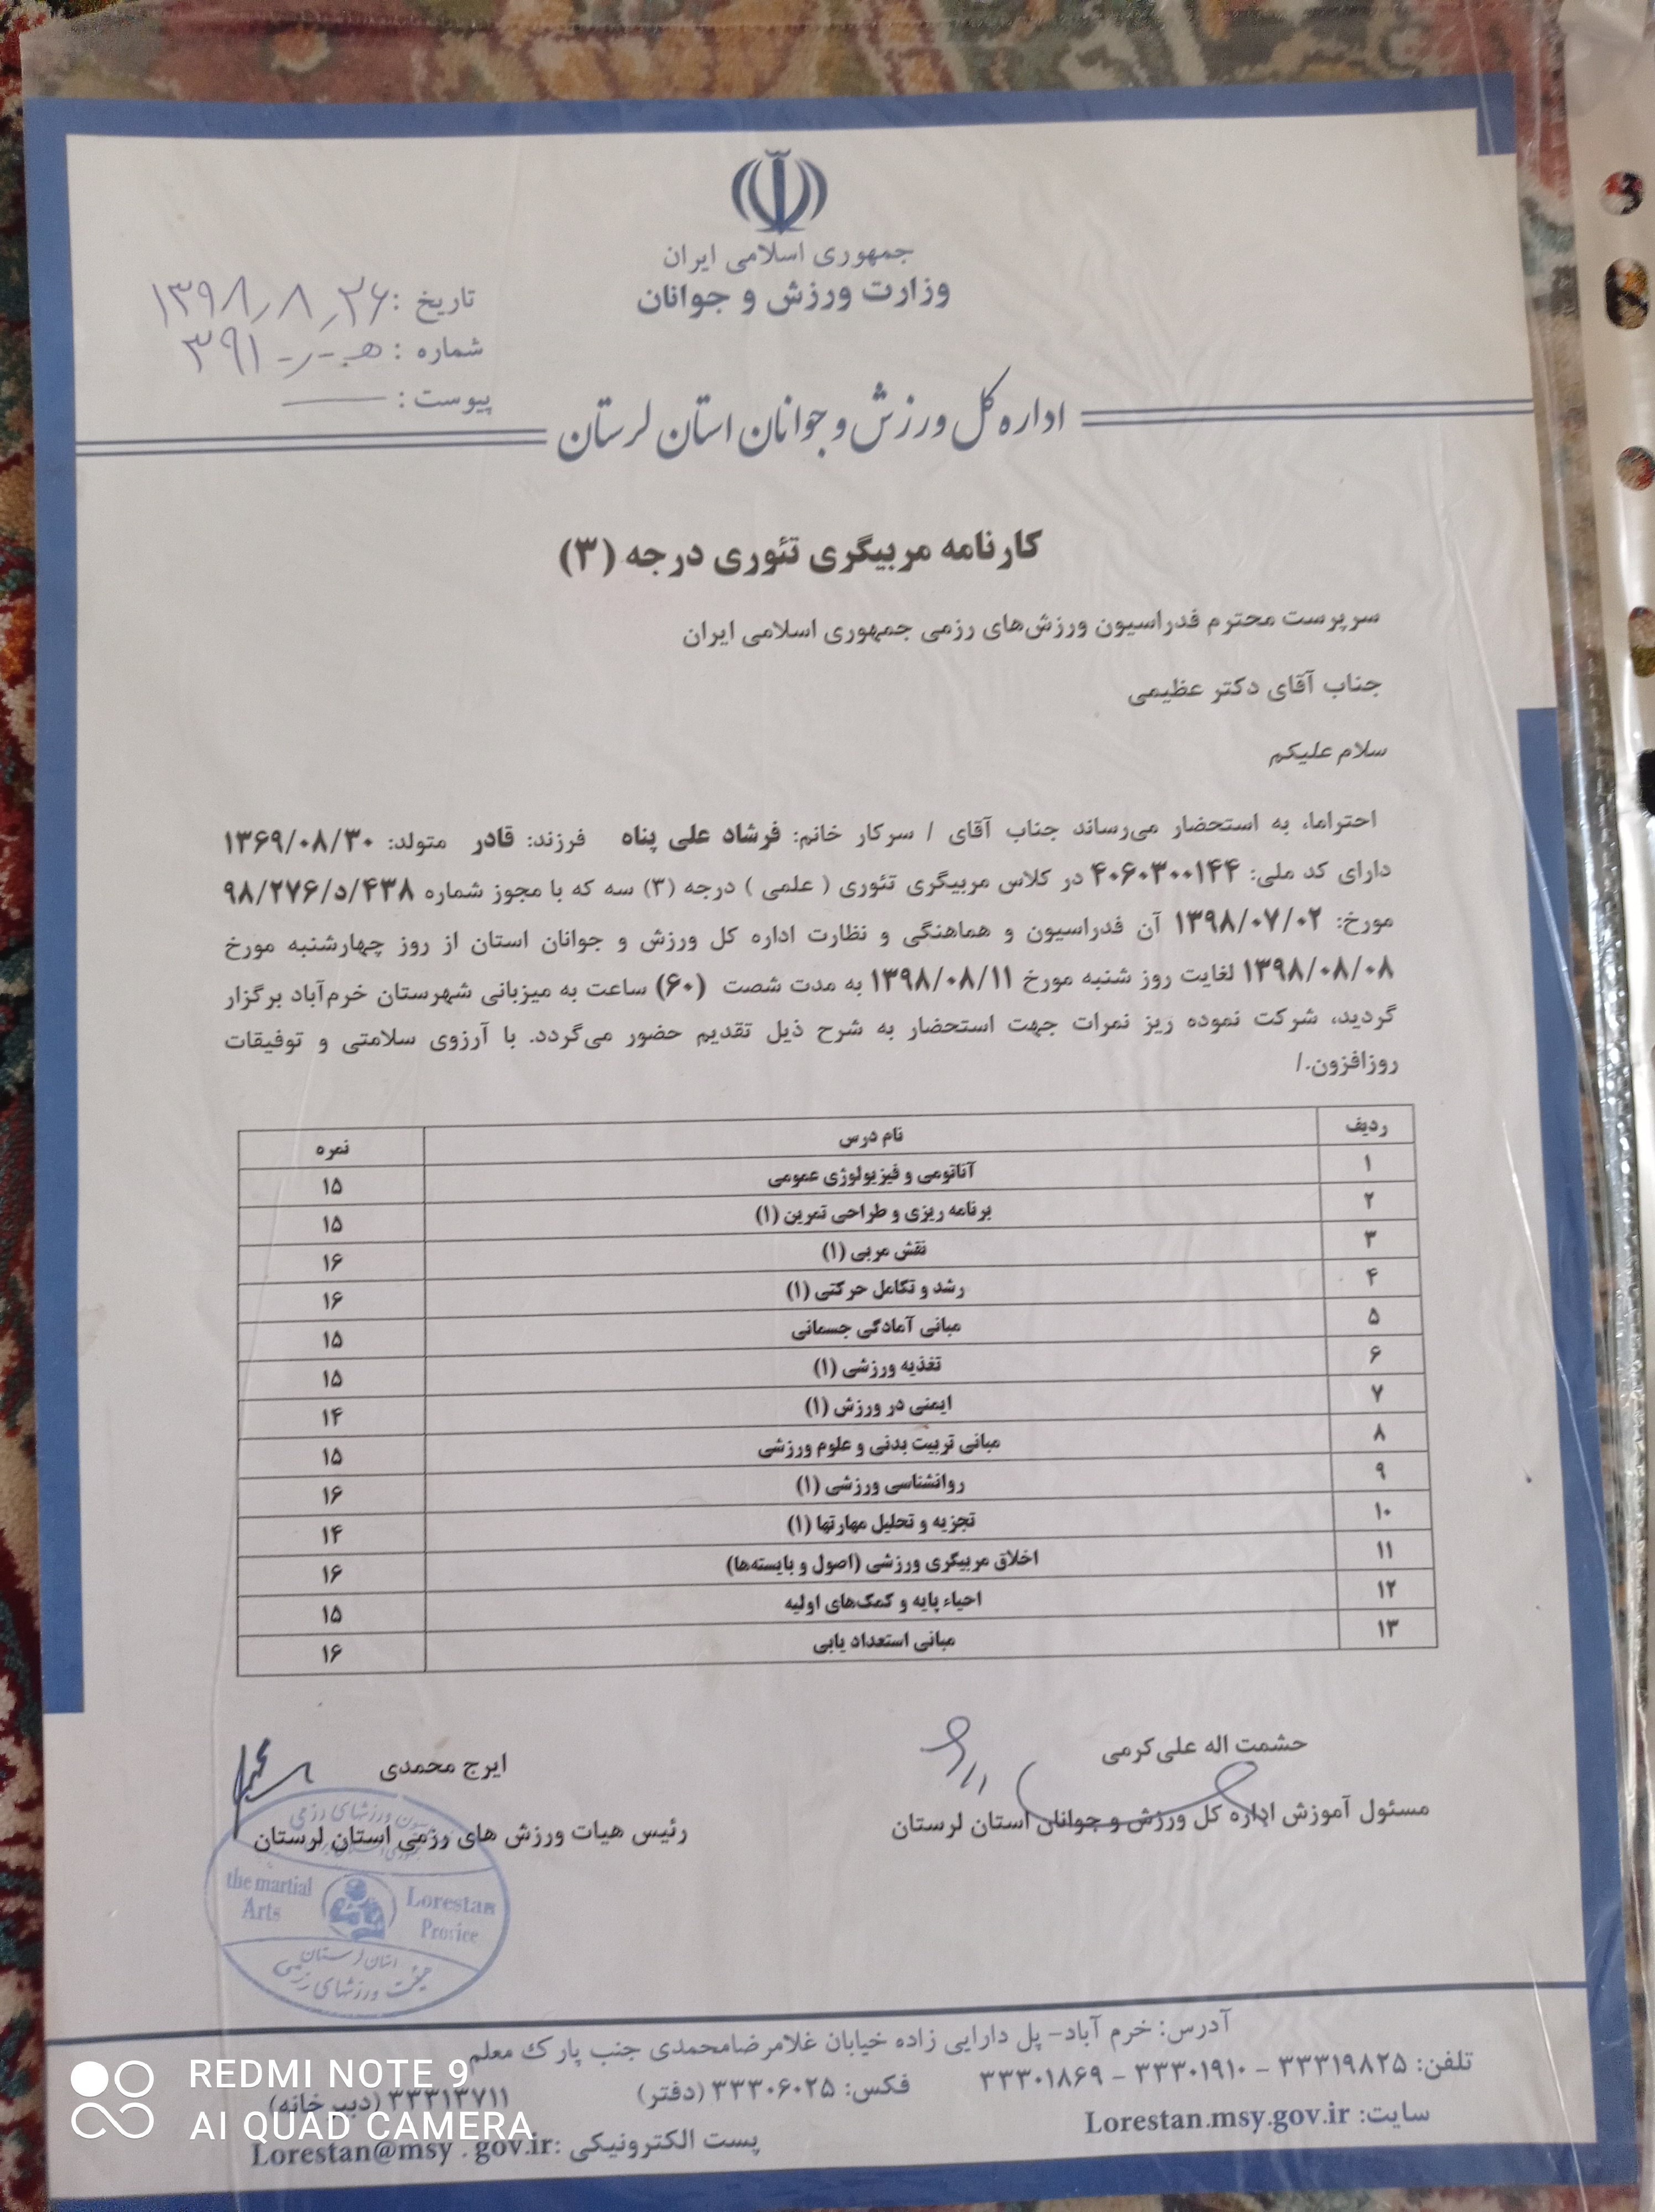 جمهوری اسلامی ایران
وزارت ورزش و جوانان
تاریخ: ۱۳۹۸٫۸٫۲۶
شماره: هـ-ر-۳۹۱
پیوست: ——
اداره کل ورزش و جوانان استان لرستان
کارنامه مربیگری تئوری درجه (۳)
سرپرست محترم فدراسیون ورزش‌های رزمی جمهوری اسلامی ایران
جناب آقای دکتر عظیمی
سلام علیکم
احتراما، به استحضار می‌رساند جناب آقای / سرکار خانم: فرشاد علی پناه فرزند: قادر متولد: ۱۳۶۹/۰۸/۳۰
دارای کد ملی: ۴۰۶۰۳۰۰۱۴۴ در کلاس مربیگری تئوری ( علمی ) درجه (۳) سه که با مجوز شماره ۹۸/۲۷۶/د/۴۳۸
مورخ: ۱۳۹۸/۰۷/۰۲ آن فدراسیون و هماهنگی و نظارت اداره کل ورزش و جوانان استان از روز چهارشنبه مورخ
۱۳۹۸/۰۸/۰۸ لغایت روز شنبه مورخ ۱۳۹۸/۰۸/۱۱ به مدت شصت (۶۰) ساعت به میزبانی شهرستان خرم‌آباد برگزار
گردید، شرکت نموده ریز نمرات جهت استحضار به شرح ذیل تقدیم حضور می‌گردد. با آرزوی سلامتی و توفیقات
روزافزون./
ردیف نام درس نمره
۱ آناتومی و فیزیولوژی عمومی ۱۵
۲ برنامه ریزی و طراحی تمرین (۱) ۱۵
۳ نقش مربی (۱) ۱۶
۴ رشد و تکامل حرکتی (۱) ۱۶
۵ مبانی آمادگی جسمانی ۱۵
۶ تغذیه ورزشی (۱) ۱۵
۷ ایمنی در ورزش (۱) ۱۴
۸ مبانی تربیت بدنی و علوم ورزشی ۱۵
۹ روانشناسی ورزشی (۱) ۱۶
۱۰ تجزیه و تحلیل مهارتها (۱) ۱۴
۱۱ اخلاق مربیگری ورزشی (اصول و بایسته‌ها) ۱۶
۱۲ احیاء پایه و کمک‌های اولیه ۱۵
۱۳ مبانی استعداد یابی ۱۶
حشمت اله علی‌کرمی
مسئول آموزش اداره کل ورزش و جوانان استان لرستان
ایرج محمدی
رئیس هیات ورزش های رزمی استان لرستان
the martial Arts
Lorestan Provice
استان لرستان
هیئت ورزشهای رزمی
آدرس: خرم آباد- پل دارایی زاده خیابان غلامرضامحمدی جنب پارک معلم
تلفن: ۳۳۳۱۹۸۲۵ - ۳۳۳۰۱۹۱۰ - ۳۳۳۰۱۸۶۹ فکس: ۳۳۳۰۶۰۲۵ (دفتر) ۳۳۳۱۳۷۱۱ (دبیرخانه)
سایت: Lorestan.msy.gov.ir پست الکترونیکی: Lorestan@msy . gov.ir
REDMI NOTE 9
AI QUAD CAMERA